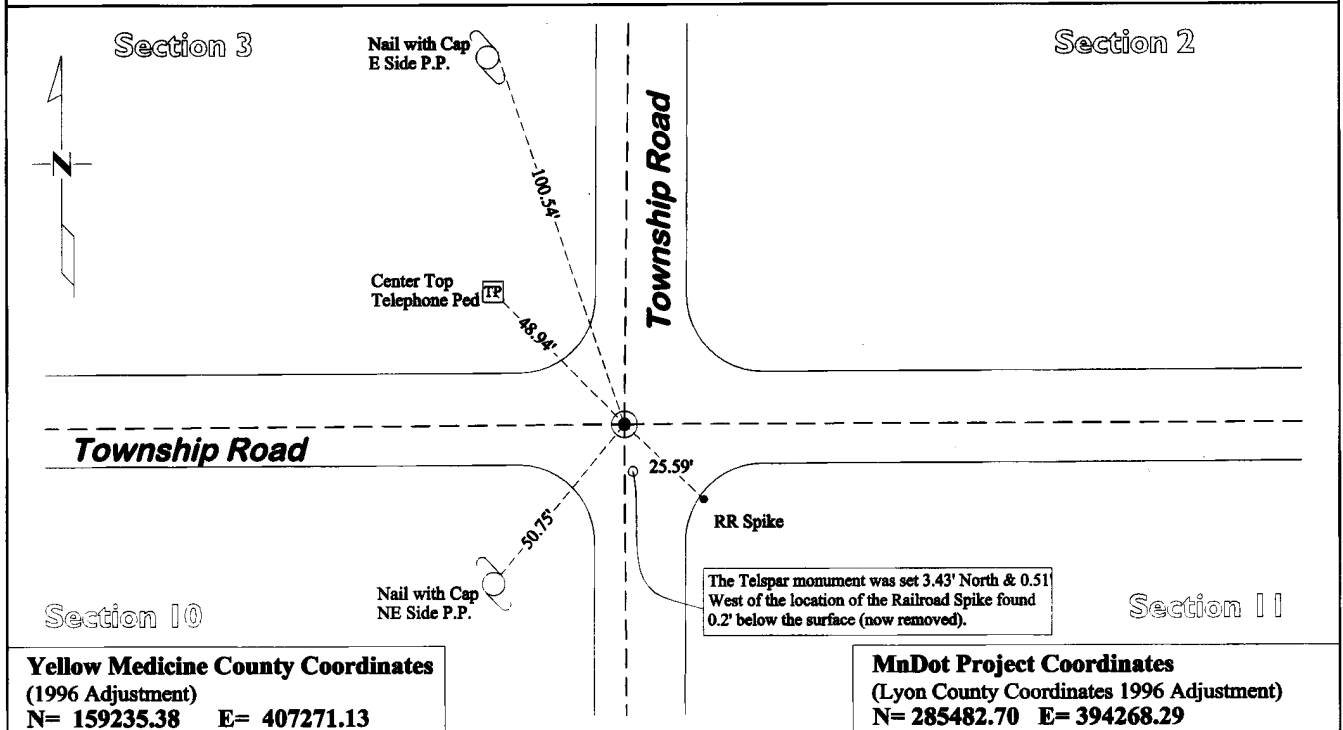 Section 3
Nail with Cap
E Side P.P.
Section 2
N
100.54'
Township Road
Center Top
Telephone Ped
TP
48.94'
Township Road
25.59'
RR Spike
50.75'
Nail with Cap
NE Side P.P.
The Telspar monument was set 3.43' North & 0.51'
West of the location of the Railroad Spike found
0.2' below the surface (now removed).
Section 10
Section 11
Yellow Medicine County Coordinates
(1996 Adjustment)
N= 159235.38 E= 407271.13
MnDot Project Coordinates
(Lyon County Coordinates 1996 Adjustment)
N= 285482.70 E= 394268.29